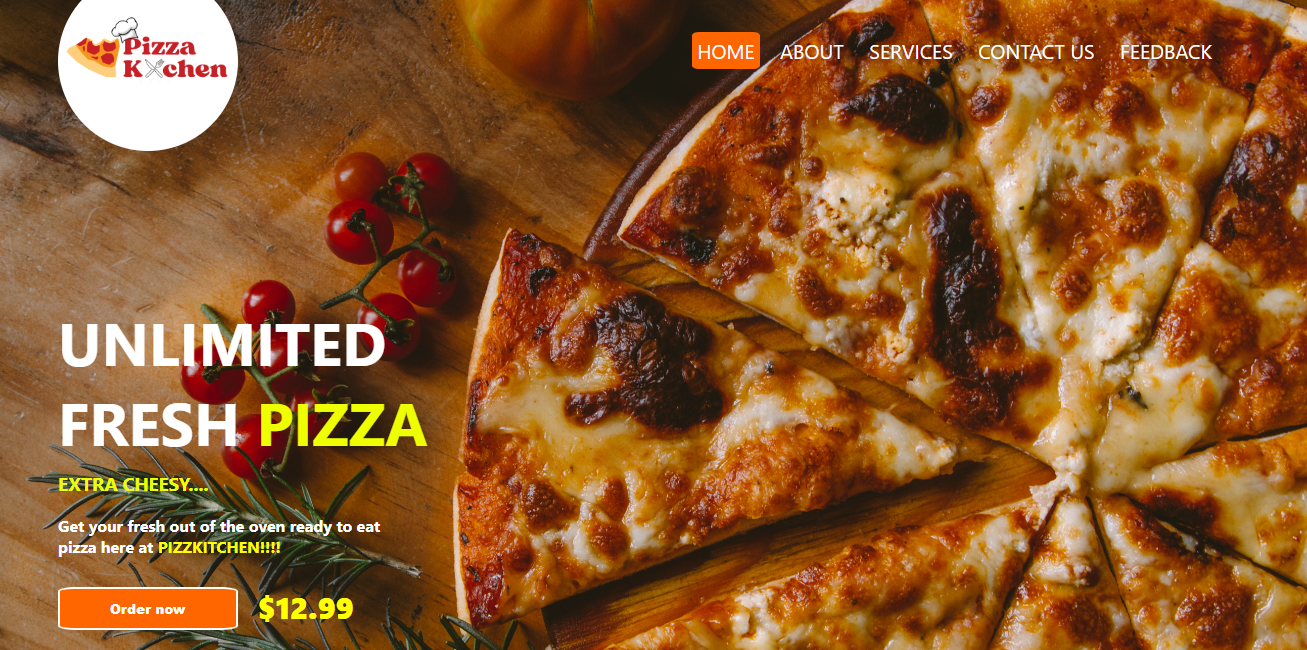 Pizza
Kitchen
HOME ABOUT SERVICES CONTACT US FEEDBACK
UNLIMITED
FRESH PIZZA
EXTRA CHEESY....
Get your fresh out of the oven ready to eat
pizza here at PIZZKITCHEN!!!!
Order now $12.99